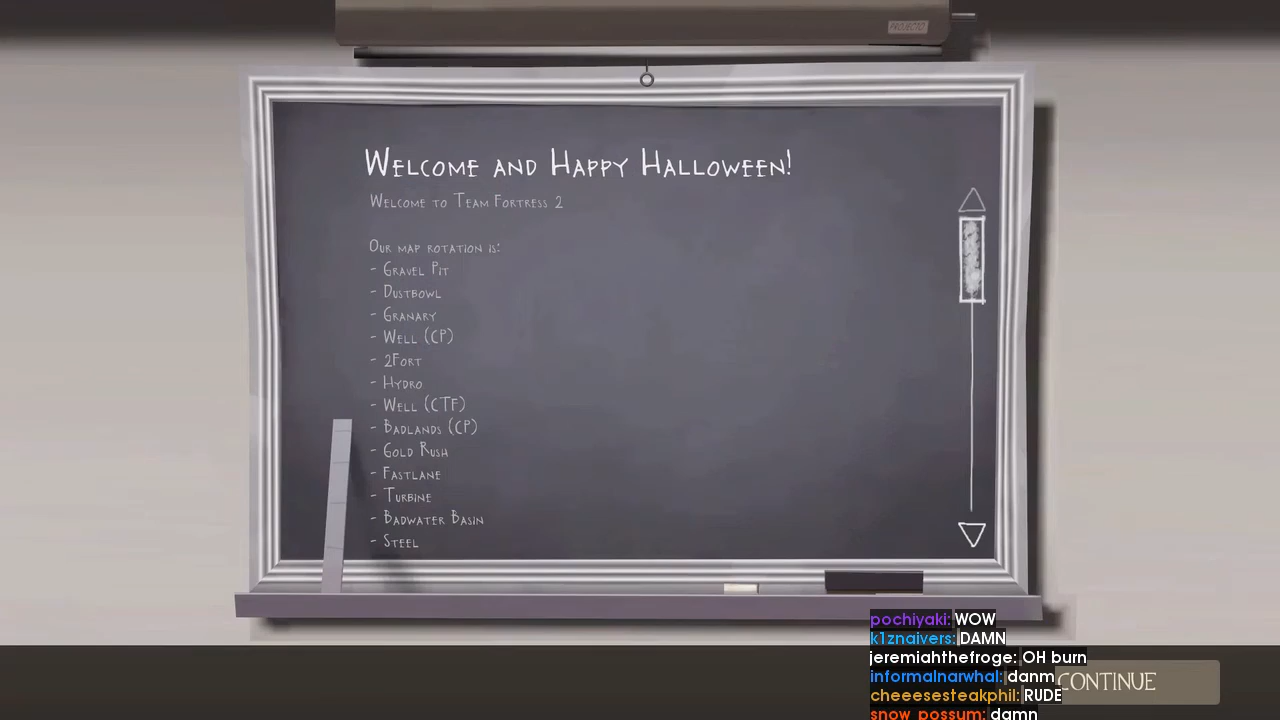 PROJECTO
Welcome and Happy Halloween!
Welcome to Team Fortress 2
Our map rotation is:
- Gravel Pit
- Dustbowl
- Granary
- Well (CP)
- 2Fort
- Hydro
- Well (CTF)
- Badlands (CP)
- Gold Rush
- Fastlane
- Turbine
- Badwater Basin
- Steel
pochiyaki: WOW
k1znaivers: DAMN
jeremiahthefroge: OH burn
informalnarwhal: danm
CONTINUE
cheeesesteakphil: RUDE
snow_possum: damn